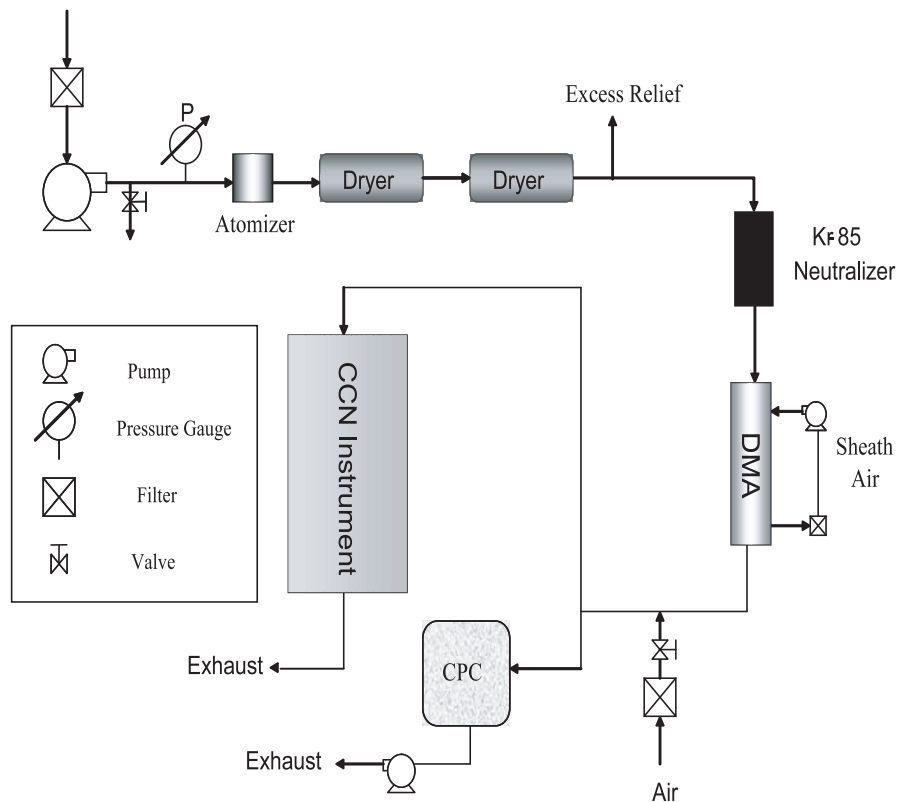 P
Excess Relief
Dryer
Dryer
Atomizer
Kr-85
Neutralizer
CCN Instrument
Pump
Pressure Gauge
Filter
Valve
DMA
Sheath
Air
Exhaust
CPC
Exhaust
Air